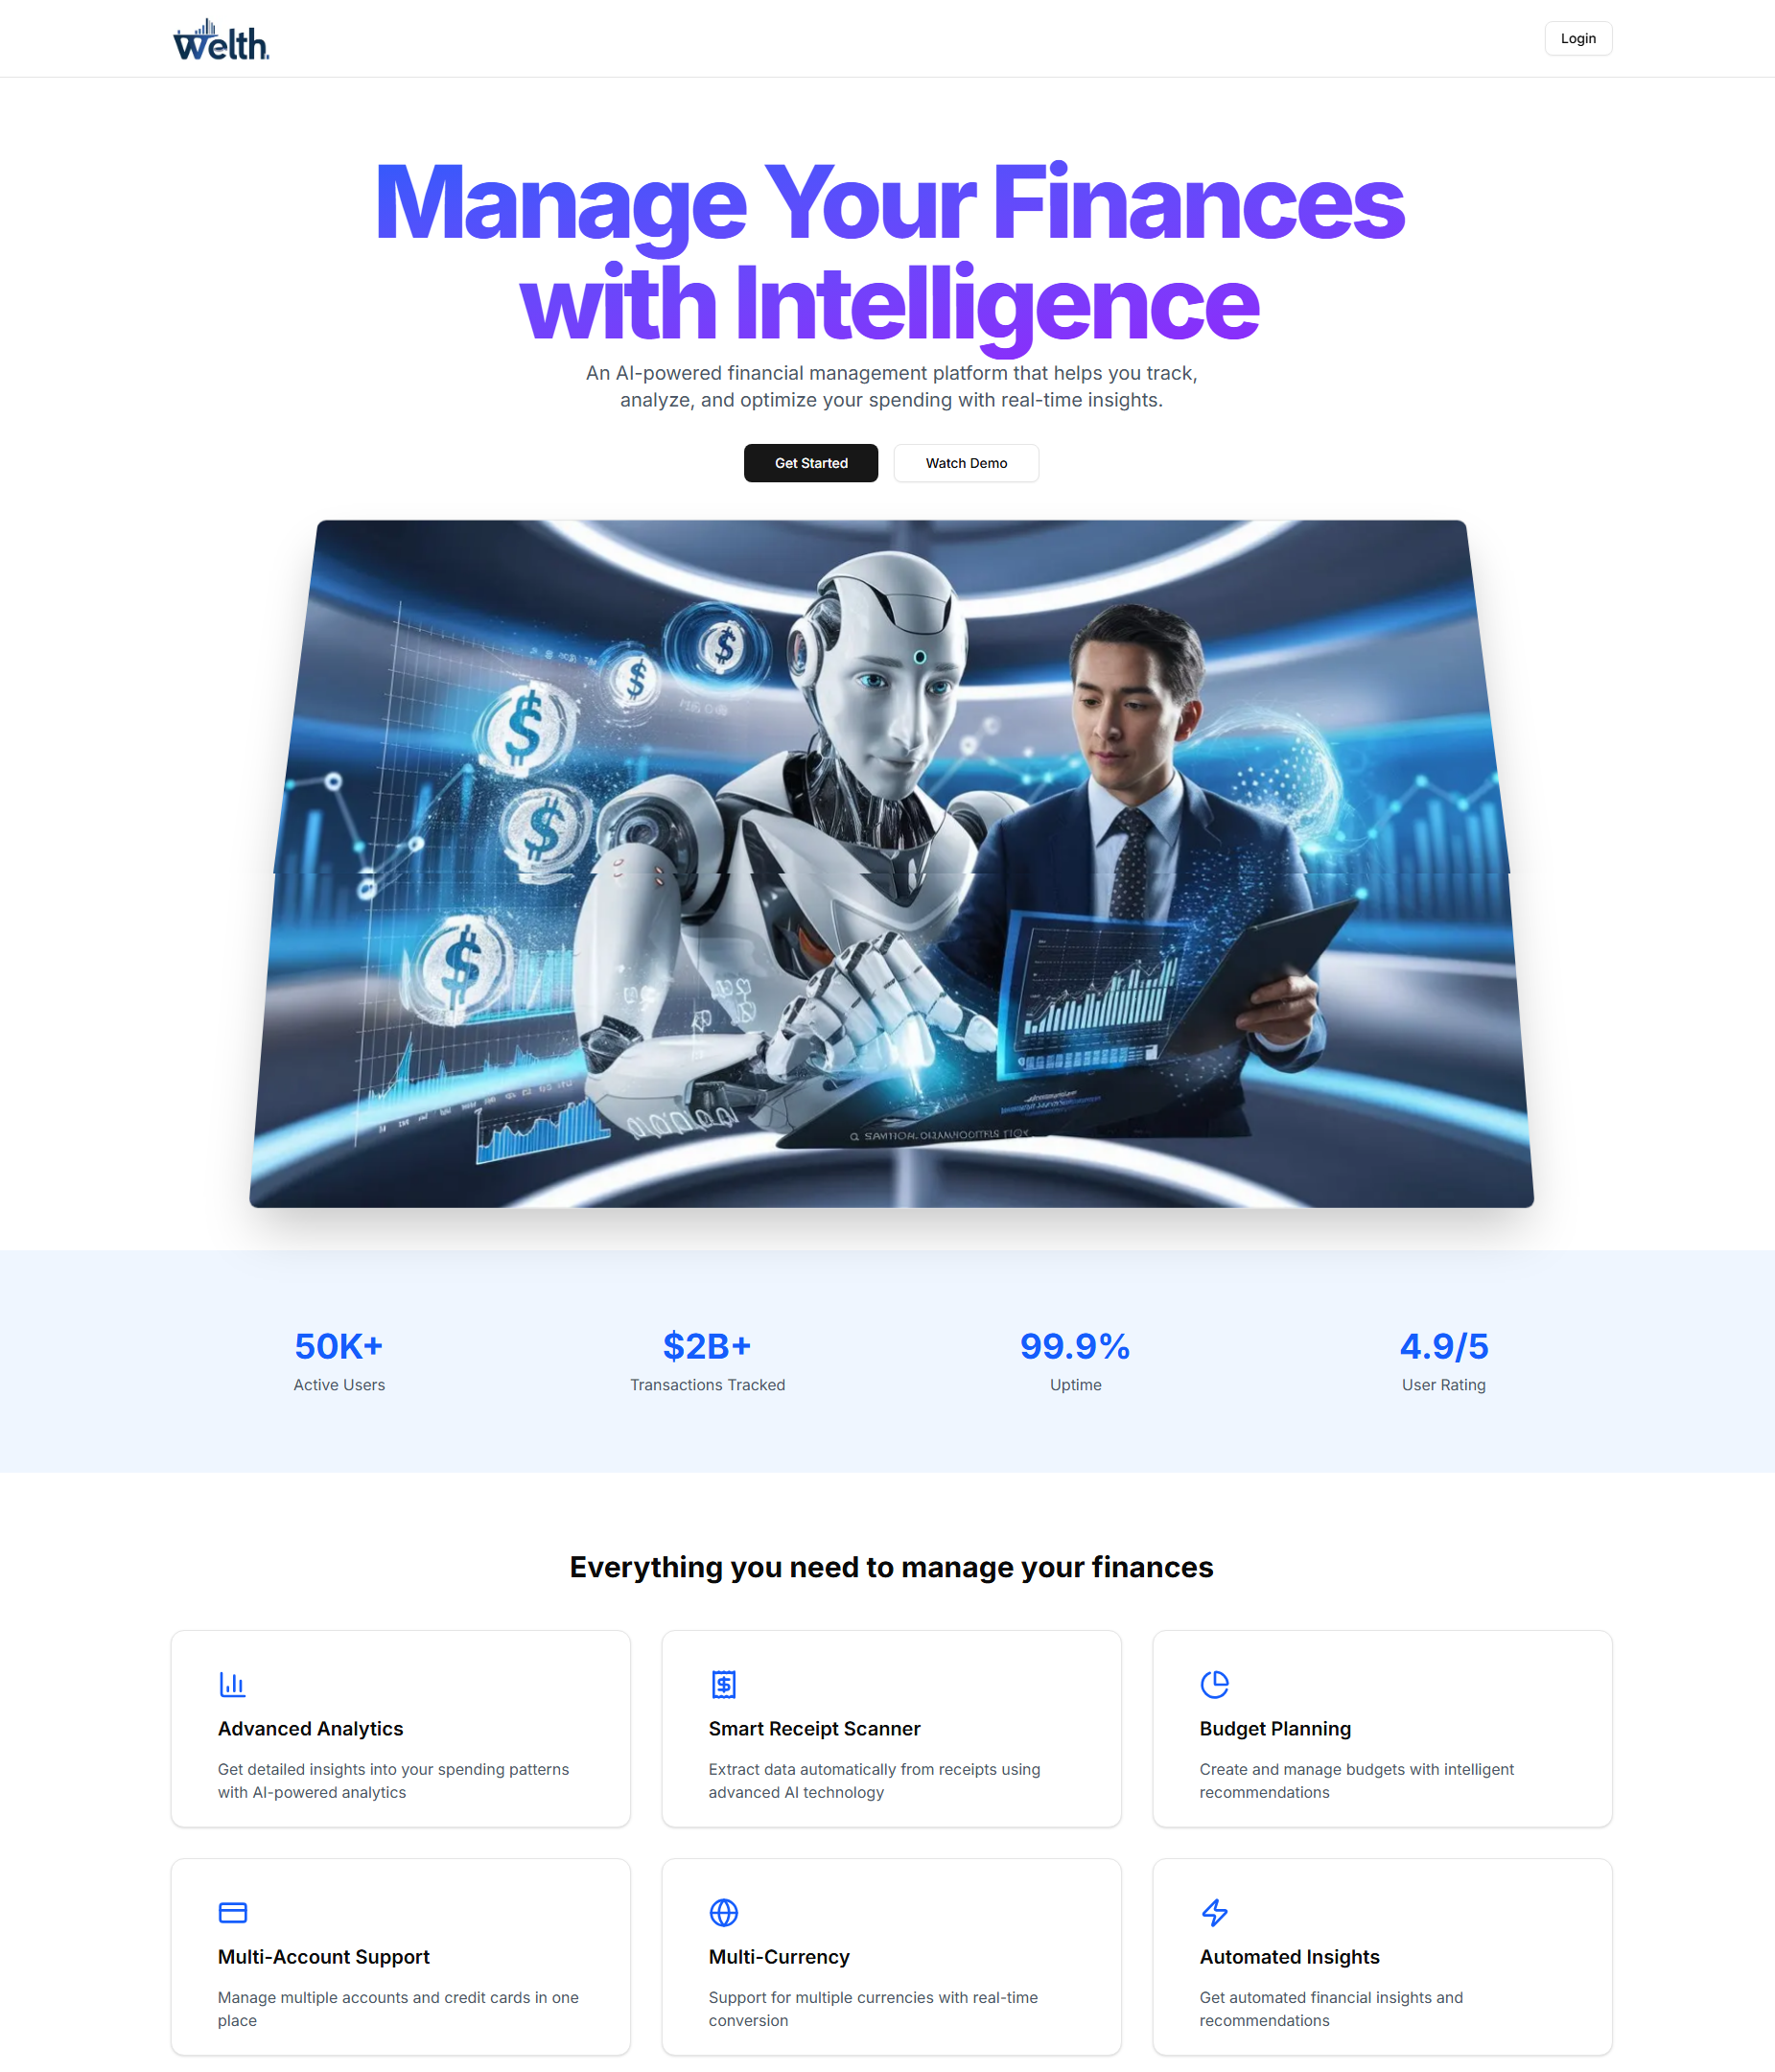 Welth.
Login
Manage Your Finances
with Intelligence
An AI-powered financial management platform that helps you track,
analyze, and optimize your spending with real-time insights.
Get Started
Watch Demo
$
$
$
$
$
50K+
$2B+
99.9%
4.9/5
Active Users
Transactions Tracked
Uptime
User Rating
Everything you need to manage your finances
Advanced Analytics
Get detailed insights into your spending patterns
with AI-powered analytics
Smart Receipt Scanner
Extract data automatically from receipts using
advanced AI technology
Budget Planning
Create and manage budgets with intelligent
recommendations
Multi-Account Support
Manage multiple accounts and credit cards in one
place
Multi-Currency
Support for multiple currencies with real-time
conversion
Automated Insights
Get automated financial insights and
recommendations